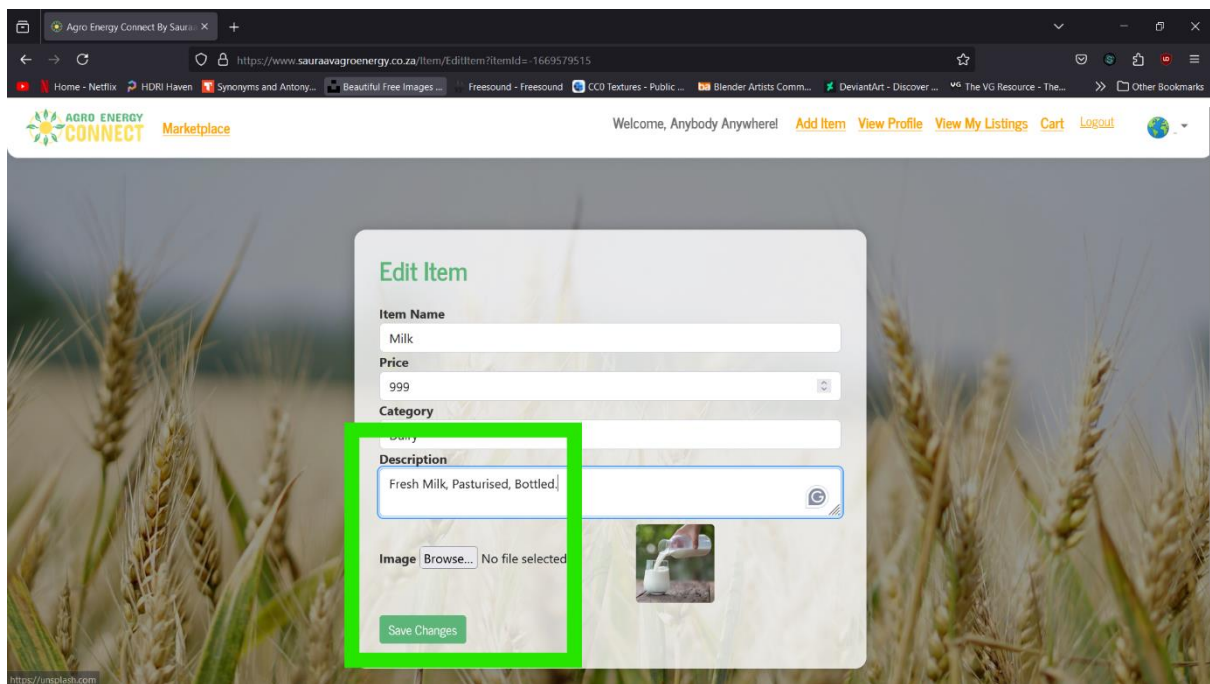 Agro Energy Connect By Saura
https://www.sauraavagroenergy.co.za/Item/EditItem?itemId=-1669579515
Home - Netflix HDRI Haven Synonyms and Antony... Beautiful Free Images ... Freesound - Freesound CC0 Textures - Public ... Blender Artists Comm... DeviantArt - Discover ... VG The VG Resource - The... Other Bookmarks
AGRO ENERGY
CONNECT
Marketplace Welcome, Anybody Anywhere! Add Item View Profile View My Listings Cart Logout
Edit Item
Item Name
Milk
Price
999
Category
Description
Fresh Milk, Pasturised, Bottled.
Image Browse... No file selected
Save Changes
https://unsplash.com